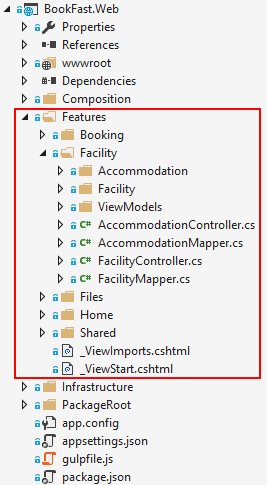 BookFast.Web
Properties
References
wwwroot
Dependencies
Composition
Features
Booking
Facility
Accommodation
Facility
ViewModels
C# AccommodationController.cs
C# AccommodationMapper.cs
C# FacilityController.cs
C# FacilityMapper.cs
Files
Home
Shared
_ViewImports.cshtml
_ViewStart.cshtml
Infrastructure
PackageRoot
app.config
appsettings.json
gulpfile.js
package.json